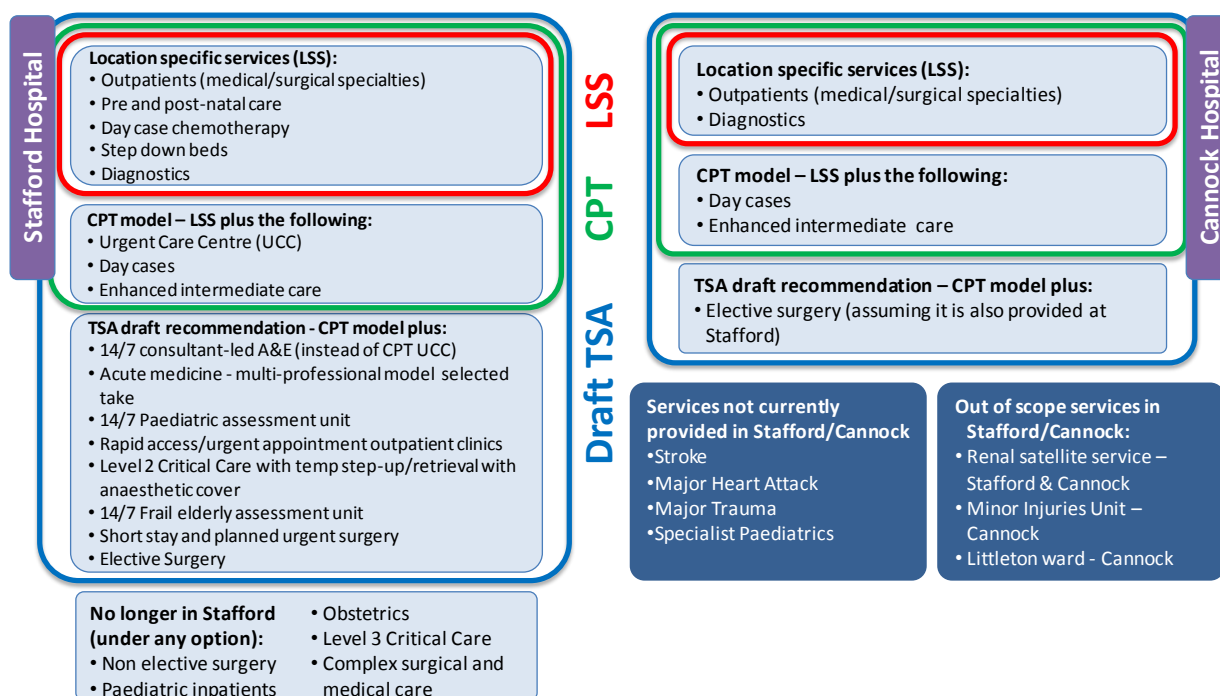 Stafford Hospital
Location specific services (LSS):
• Outpatients (medical/surgical specialties)
• Pre and post-natal care
• Day case chemotherapy
• Step down beds
• Diagnostics
CPT model – LSS plus the following:
• Urgent Care Centre (UCC)
• Day cases
• Enhanced intermediate care
TSA draft recommendation - CPT model plus:
• 14/7 consultant-led A&E (instead of CPT UCC)
• Acute medicine - multi-professional model selected
take
• 14/7 Paediatric assessment unit
• Rapid access/urgent appointment outpatient clinics
• Level 2 Critical Care with temp step-up/retrieval with
anaesthetic cover
• 14/7 Frail elderly assessment unit
• Short stay and planned urgent surgery
• Elective Surgery
No longer in Stafford
(under any option):
• Non elective surgery
• Paediatric inpatients
• Obstetrics
• Level 3 Critical Care
• Complex surgical and
medical care
LSS
CPT
Draft TSA
Cannock Hospital
Location specific services (LSS):
• Outpatients (medical/surgical specialties)
• Diagnostics
CPT model – LSS plus the following:
• Day cases
• Enhanced intermediate care
TSA draft recommendation – CPT model plus:
• Elective surgery (assuming it is also provided at
Stafford)
Services not currently
provided in Stafford/Cannock
•Stroke
•Major Heart Attack
•Major Trauma
•Specialist Paediatrics
Out of scope services in
Stafford/Cannock:
• Renal satellite service –
Stafford & Cannock
• Minor Injuries Unit –
Cannock
• Littleton ward - Cannock